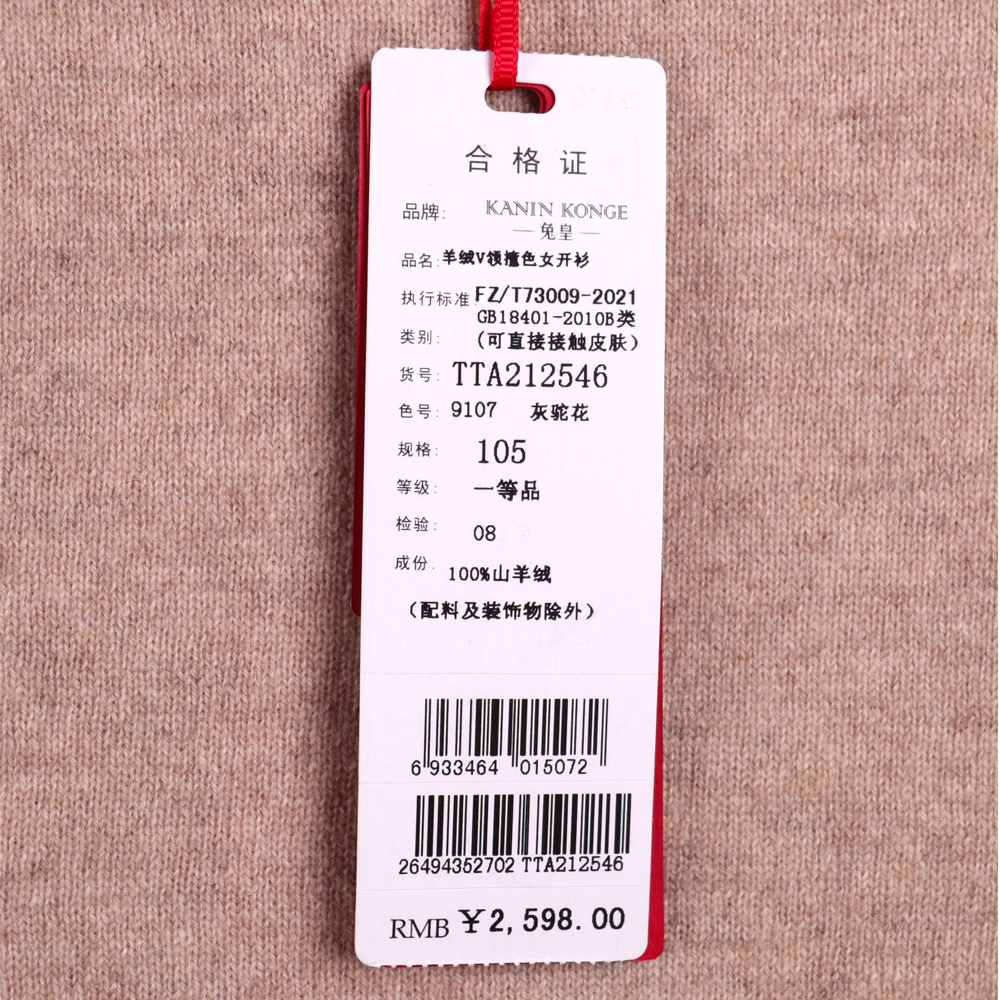 合格证
品牌: KANIN KONGE
兔皇
品名: 羊绒V领撞色女开衫
执行标准 FZ/T73009-2021
GB18401-2010B类
类别: (可直接接触皮肤)
货号: TTA212546
色号: 9107 灰驼花
规格: 105
等级: 一等品
检验: 08
成份: 100%山羊绒
(配料及装饰物除外)
6 933464 015072
26494352702 TTA212546
RMB ¥2,598.00